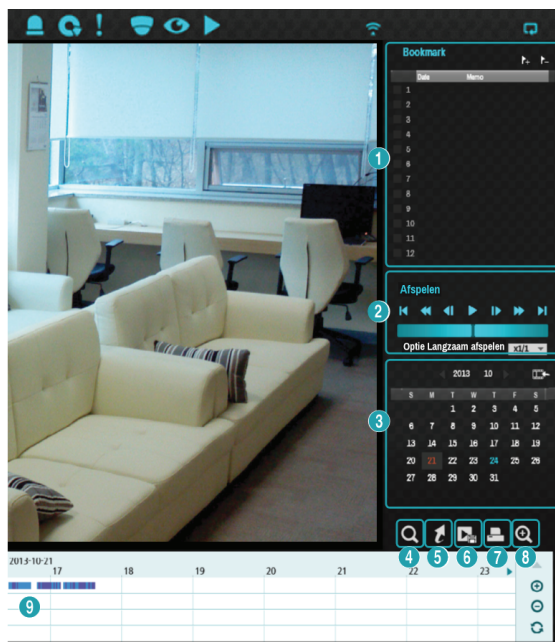 Bookmark
Date Memo
1
2
3
4
5
6
7
8
9
10
11
12
1
Afspelen
2
Optie Langzaam afspelen x1/1
2013 10
S M T W T F S
1 2 3 4 5
6 7 8 9 10 11 12
13 14 15 16 17 18 19
20 21 22 23 24 25 26
27 28 29 30 31
3
4 5 6 7 8
2013-10-21
17 18 19 20 21 22 23
9